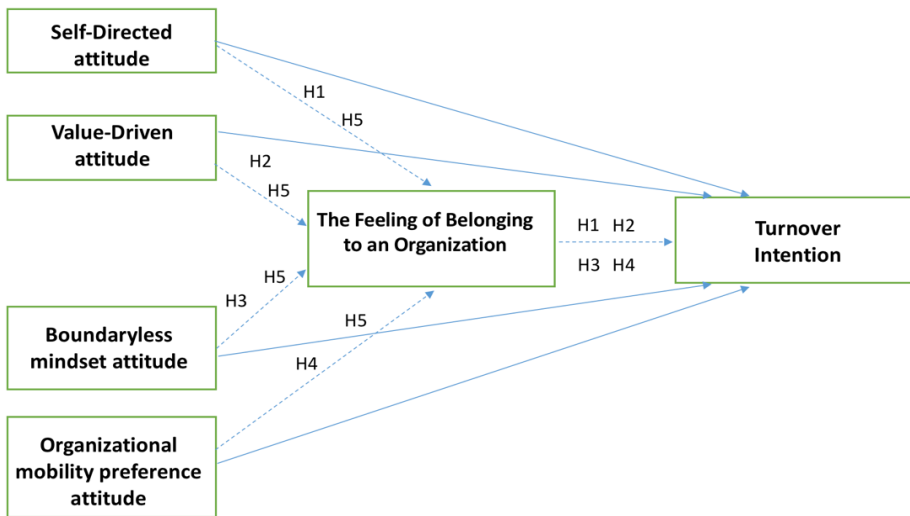 Self-Directed
attitude
H1
H5
Value-Driven
attitude
H2
H5
The Feeling of Belonging
to an Organization
H1 H2
H3 H4
Turnover
Intention
H5
H3
H5
Boundaryless
mindset attitude
H4
Organizational
mobility preference
attitude